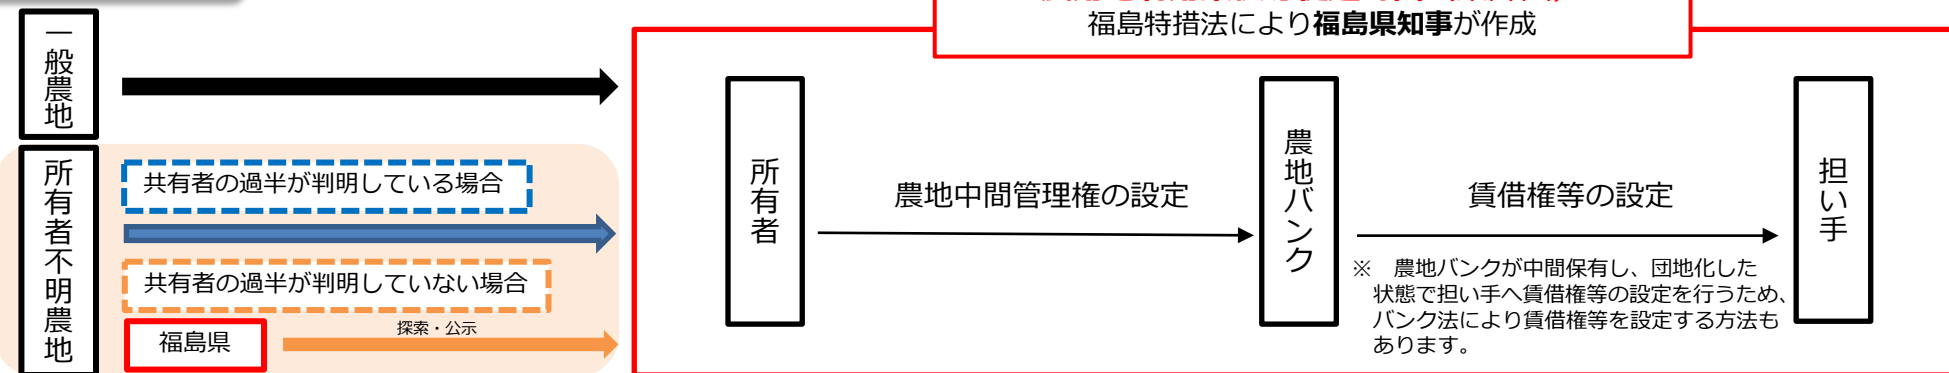 福島特措法により福島県知事が作成
一般農地
所有者不明農地
共有者の過半が判明している場合
共有者の過半が判明していない場合
福島県
探索・公示
所有者
農地中間管理権の設定
農地バンク
賃借権等の設定
※ 農地バンクが中間保有し、団地化した
状態で担い手へ賃借権等の設定を行うため、
バンク法により賃借権等を設定する方法も
あります。
担い手